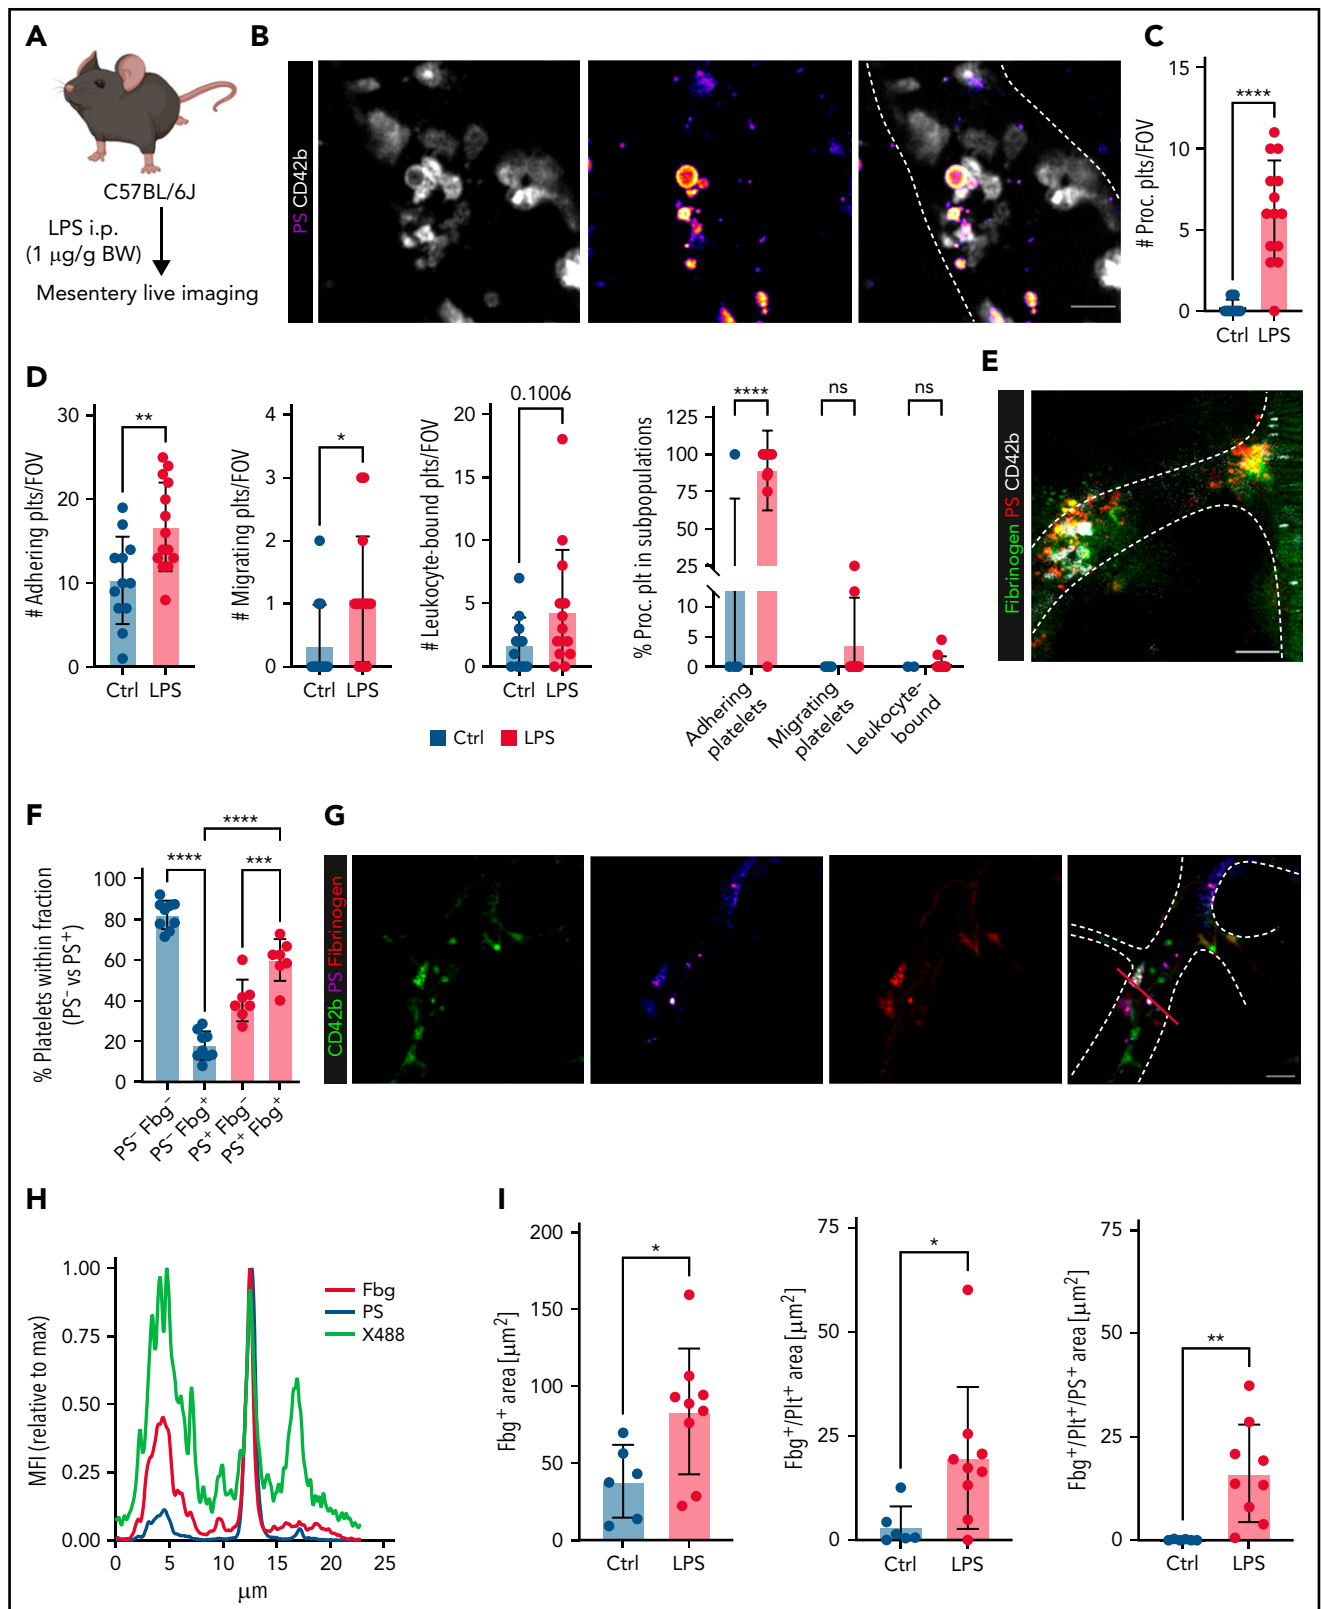 A
C57BL/6J
LPS i.p.
(1 μg/g BW)
Mesentery live imaging
B
PS CD42b
C
# Proc. plts/FOV
15
10
5
0
****
Ctrl LPS
D
# Adhering plts/FOV
30
20
10
0
**
Ctrl LPS
# Migrating plts/FOV
4
3
2
1
0
*
Ctrl LPS
# Leukocyte-bound plts/FOV
20
15
10
5
0
0.1006
Ctrl LPS
% Proc. plt in subpopulations
125
100
75
50
25
10
5
0
****
ns
ns
Adhering platelets
Migrating platelets
Leukocyte-bound
Ctrl LPS
E
Fibrinogen PS CD42b
F
% Platelets within fraction
(PS⁻ vs PS⁺)
100
80
60
40
20
0
****
****
***
PS⁻ Fbg⁻
PS⁻ Fbg⁺
PS⁺ Fbg⁻
PS⁺ Fbg⁺
G
CD42b PS Fibrinogen
H
MFI (relative to max)
1.00
0.75
0.50
0.25
0.00
0 5 10 15 20 25
μm
Fbg
PS
X488
I
Fbg⁺ area [μm²]
200
150
100
50
0
*
Ctrl LPS
Fbg⁺/Plt⁺ area [μm²]
75
50
25
0
*
Ctrl LPS
Fbg⁺/Plt⁺/PS⁺ area [μm²]
75
50
25
0
**
Ctrl LPS